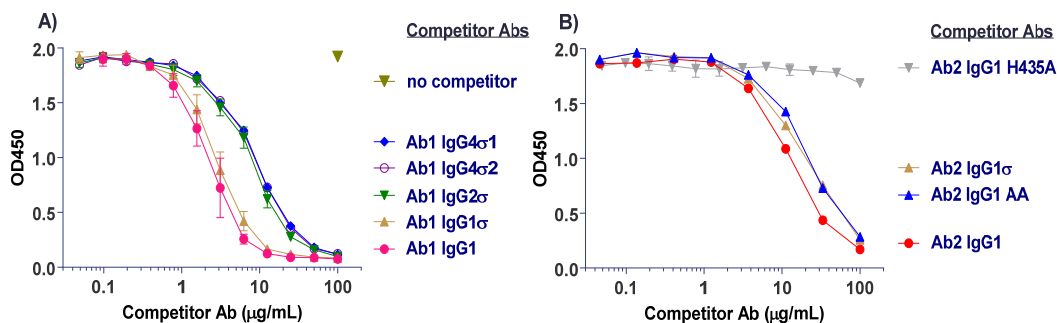 A)
Competitor Abs
2.0
1.5
1.0
0.5
0.0
OD450
0.1
1
10
100
Competitor Ab (µg/mL)
no competitor
Ab1 IgG4σ1
Ab1 IgG4σ2
Ab1 IgG2σ
Ab1 IgG1σ
Ab1 IgG1
B)
Competitor Abs
2.0
1.5
1.0
0.5
0.0
OD450
0.1
1
10
100
Competitor Ab (µg/mL)
Ab2 IgG1 H435A
Ab2 IgG1σ
Ab2 IgG1 AA
Ab2 IgG1